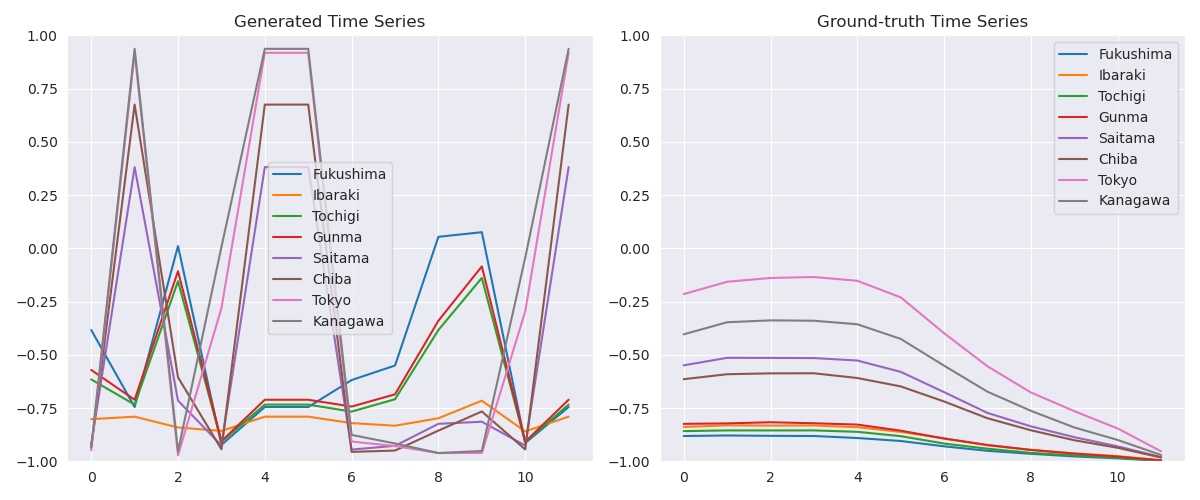 Generated Time Series
1.00
0.75
0.50
0.25
0.00
−0.25
−0.50
−0.75
−1.00
0 2 4 6 8 10
Fukushima
Ibaraki
Tochigi
Gunma
Saitama
Chiba
Tokyo
Kanagawa
Ground-truth Time Series
1.00
0.75
0.50
0.25
0.00
−0.25
−0.50
−0.75
−1.00
0 2 4 6 8 10
Fukushima
Ibaraki
Tochigi
Gunma
Saitama
Chiba
Tokyo
Kanagawa